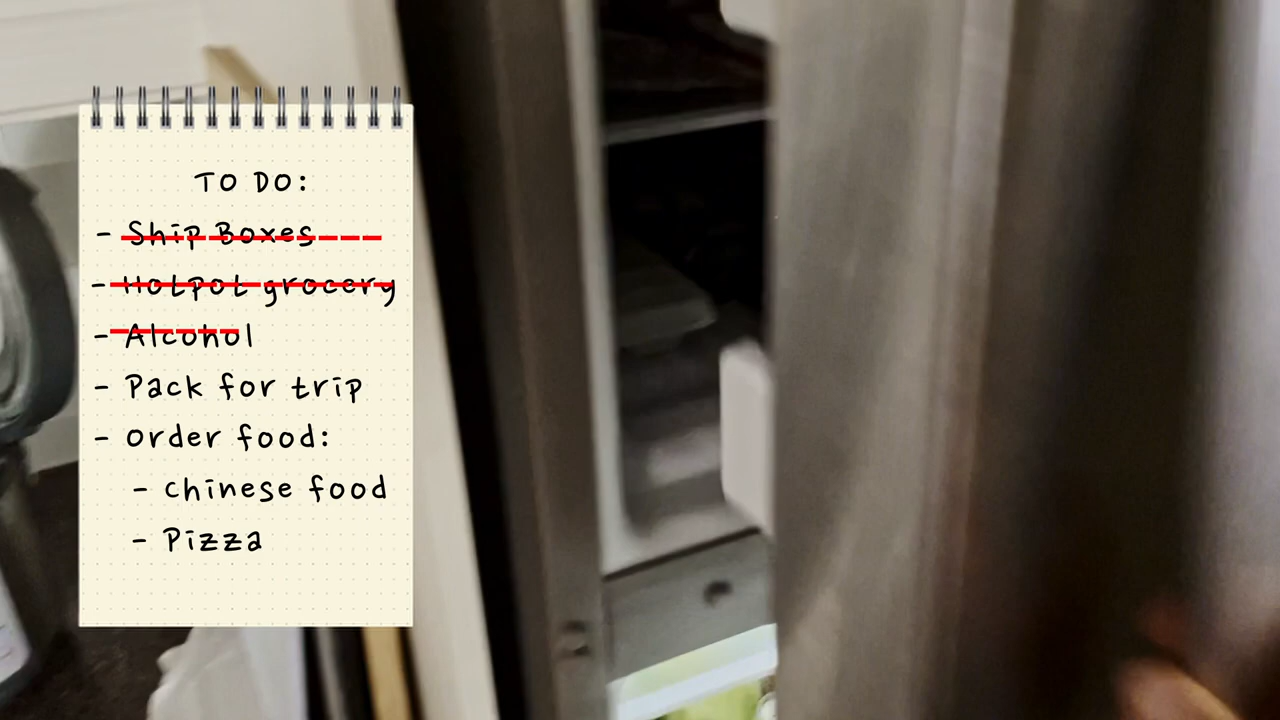 TO DO:
- Ship Boxes
- Hotpot grocery
- Alcohol
- Pack for trip
- Order food:
- Chinese food
- Pizza